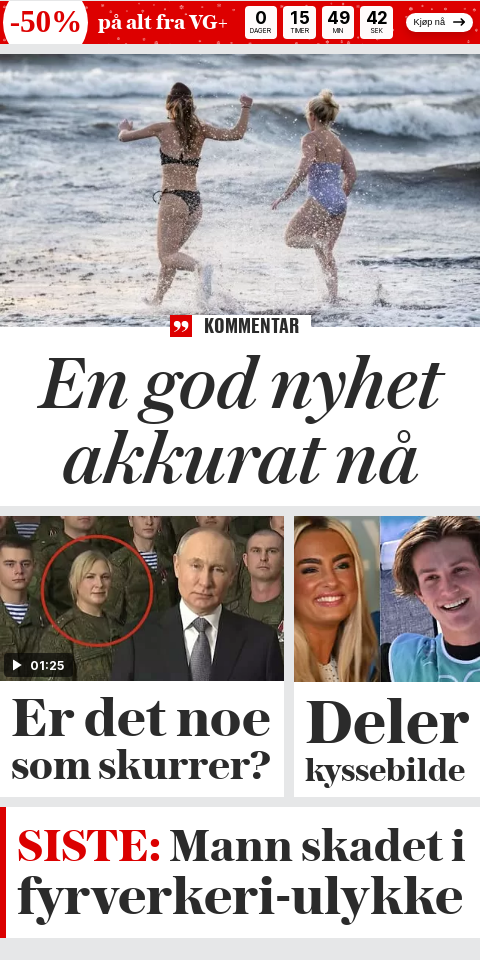 -50% på alt fra VG+
0 15 49 42
DAGER TIMER MIN SEK
Kjøp nå
KOMMENTAR
En god nyhet
akkurat nå
01:25
Er det noe
som skurrer?
Deler
kyssebilde
SISTE: Mann skadet i
fyrverkeri-ulykke